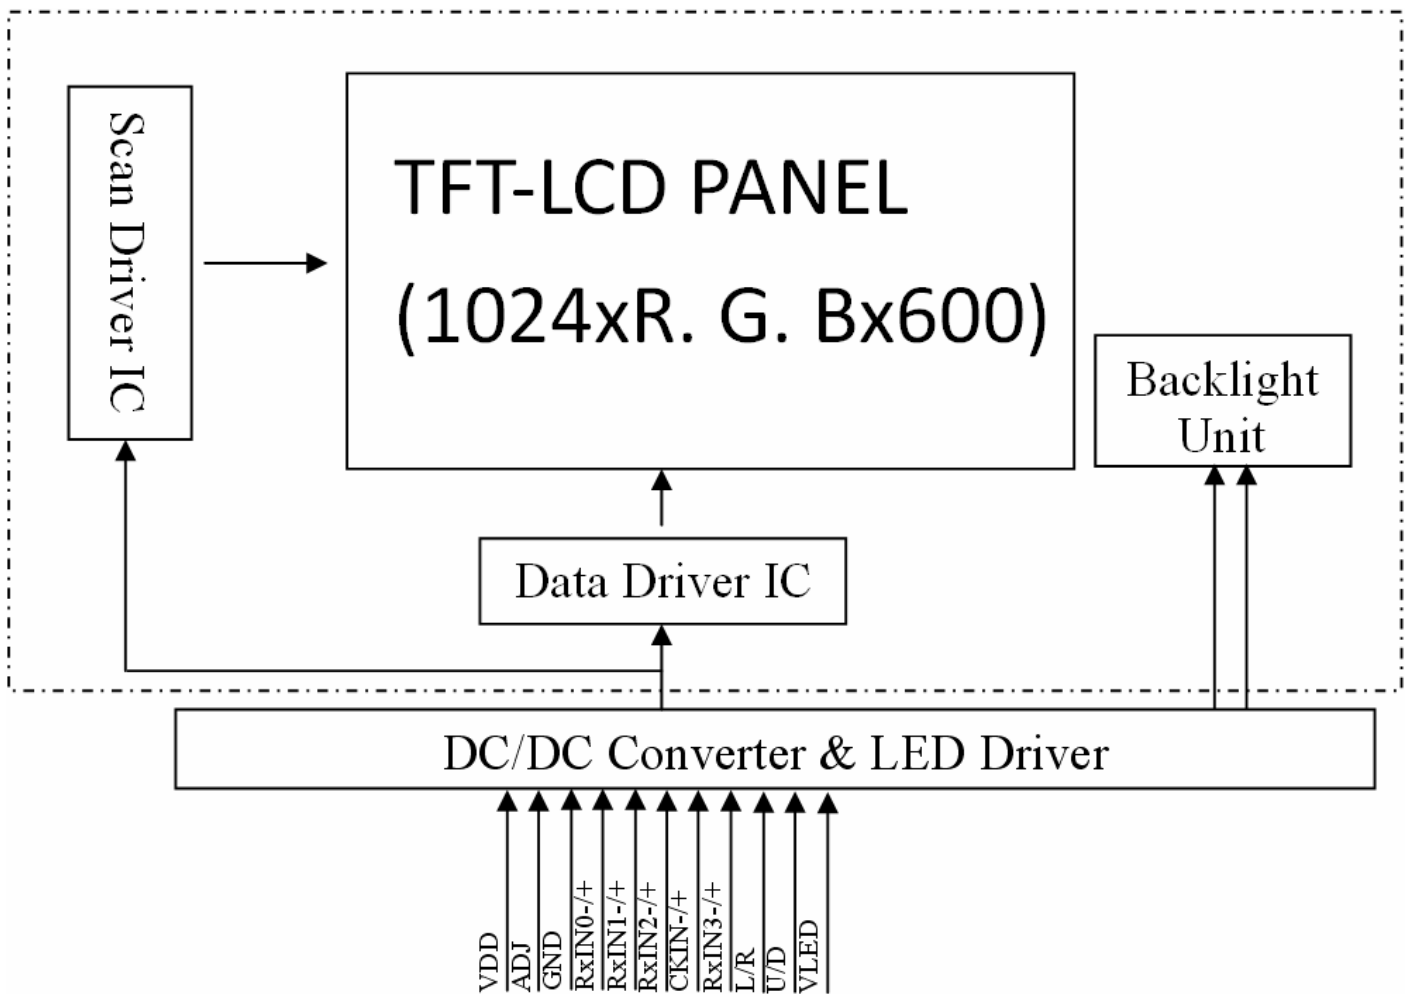 Scan Driver IC
TFT-LCD PANEL
(1024xR. G. Bx600)
Backlight
Unit
Data Driver IC
DC/DC Converter & LED Driver
VDD
ADJ
GND
RxIN0-/+
RxIN1-/+
RxIN2-/+
CKIN-/+
RxIN3-/+
L/R
U/D
VLED